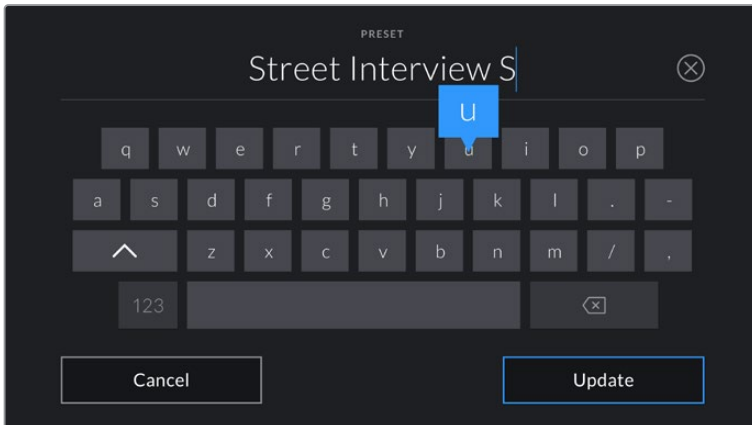 PRESET
Street Interview S
u
q w e r t y u i o p
a s d f g h j k l . -
z x c v b n m / ,
123
Cancel Update